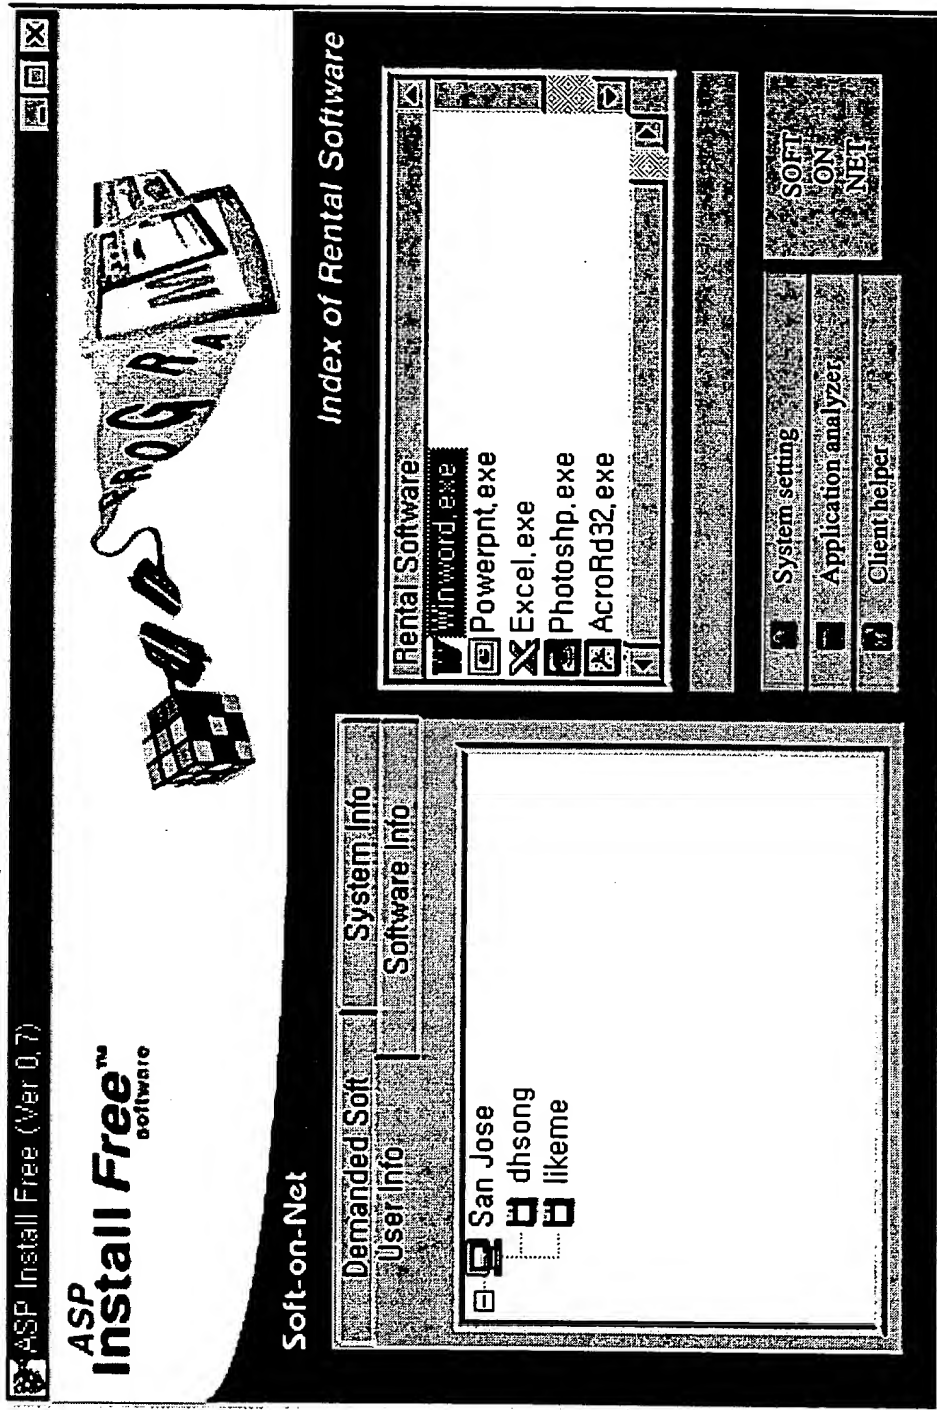 ASP Install Free (Ver 0,7)
ASP
Install Free™
software
PROGRAM
Soft-on-Net
Index of Rental Software
Demanded Soft
System Info
User Info
Software Info
San Jose
dhsong
likeme
Rental Software
Winword,exe
Powerpnt,exe
Excel,exe
Photoshp,exe
AcroRd32,exe
System setting
Application analyzer
Client helper
SOFT
ON
NET